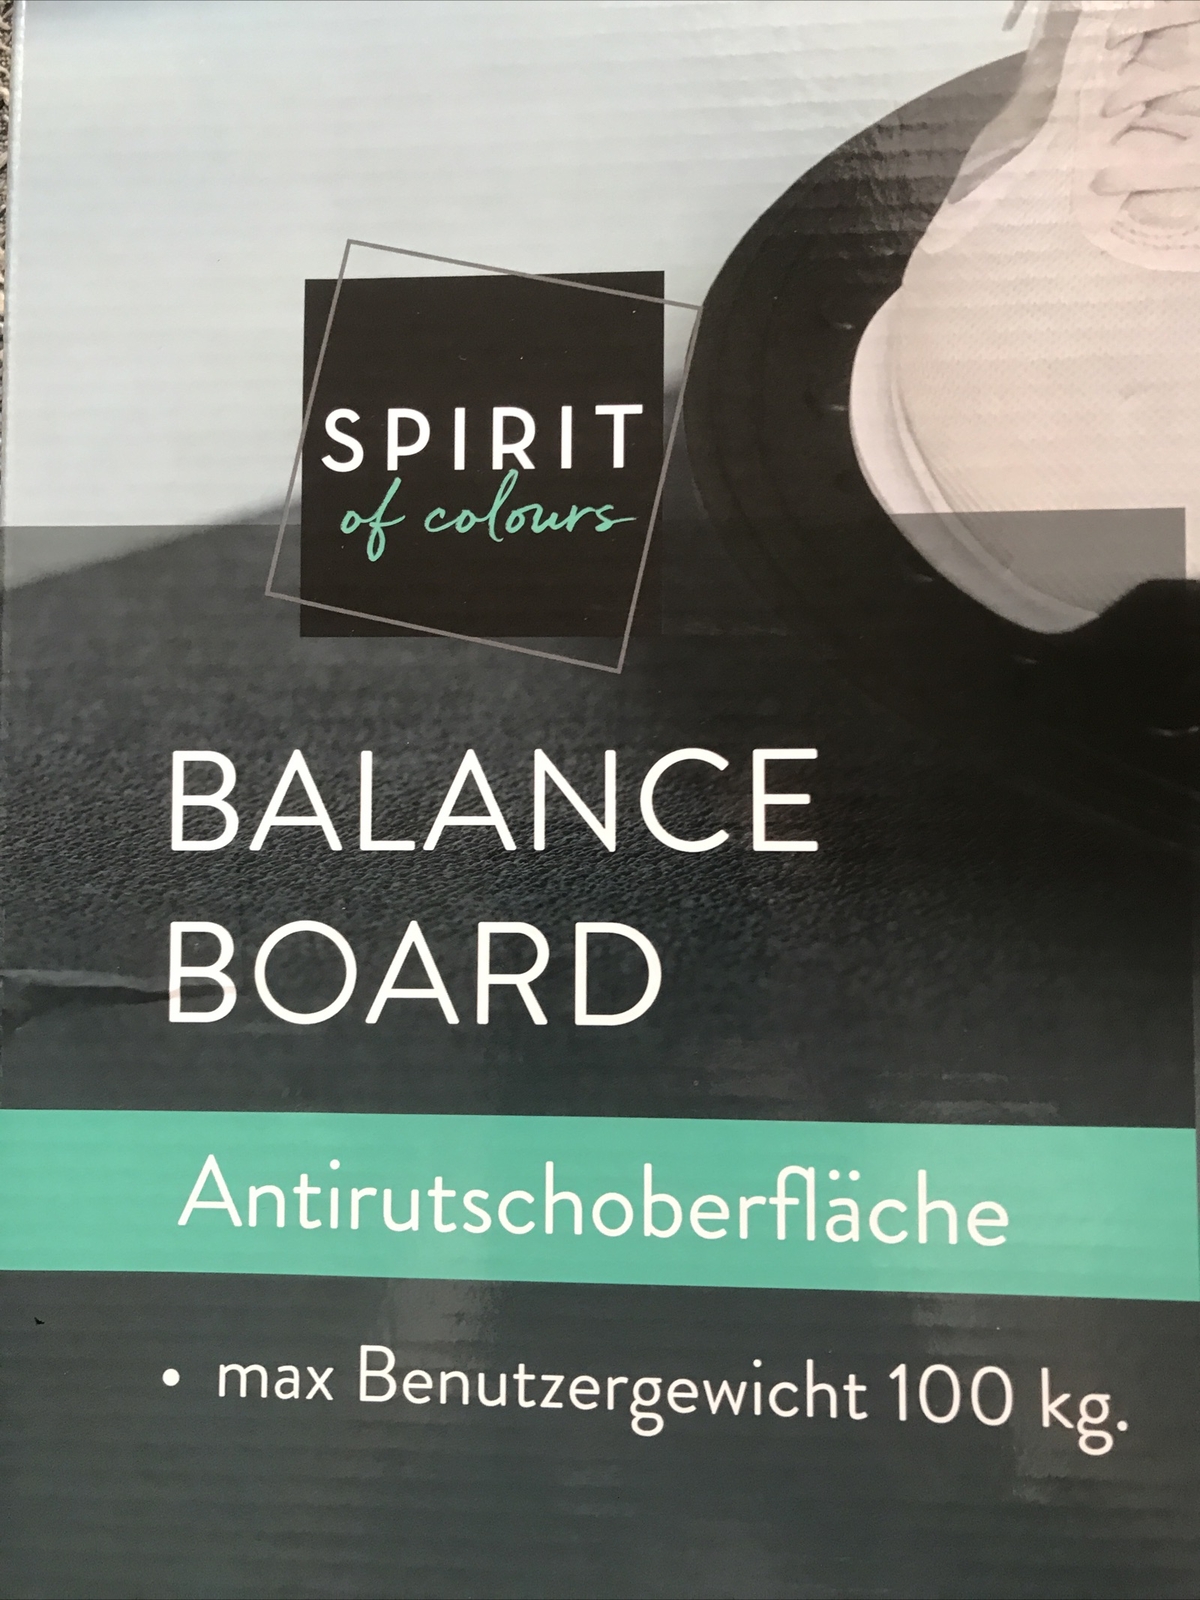 SPIRIT
of colours
BALANCE
BOARD
Antirutschoberfläche
• max Benutzergewicht 100 kg.